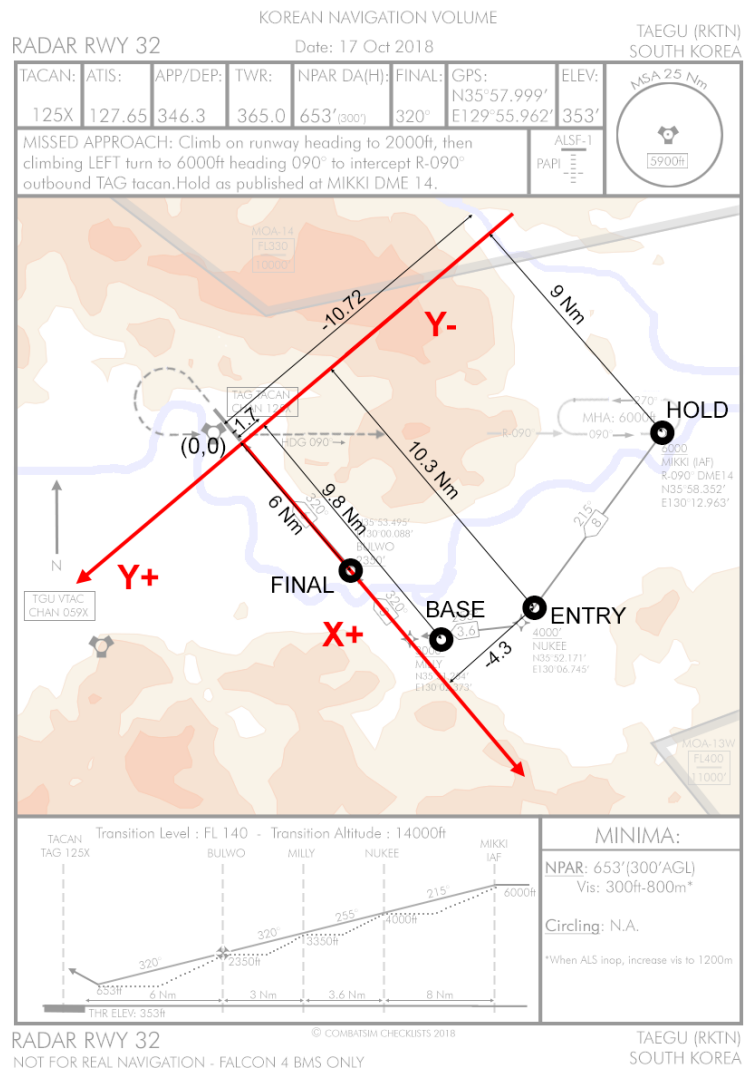 KOREAN NAVIGATION VOLUME
RADAR RWY 32
Date: 17 Oct 2018
TAEGU (RKTN)
SOUTH KOREA
TACAN:
125X
ATIS:
127.65
APP/DEP:
346.3
TWR:
365.0
NPAR DA(H):
653’(300’)
FINAL:
320°
GPS:
N35°57.999’
E129°55.962’
ELEV:
353’
MSA 25 Nm
5900ft
MISSED APPROACH: Climb on runway heading to 2000ft, then
climbing LEFT turn to 6000ft heading 090° to intercept R-090°
outbound TAG tacan.Hold as published at MIKKI DME 14.
ALSF-1
PAPI
MOA-14
FL330
10000'
-10.72
Y-
9 Nm
TAG TACAN
CHAN 125X
1.7
(0,0)
HDG 090°
R-090°
270°
MHA: 6000ft
090°
HOLD
6000
MIKKI (IAF)
R-090° DME14
N35°58.352’
E130°12.963’
10.3 Nm
9.8 Nm
6 Nm
320°
215°
8
N
Y+
TGU VTAC
CHAN 059X
35°53.495'
130°00.088'
BULWO
2350'
FINAL
320°
X+
BASE
3.6
ENTRY
4000’
NUKEE
N35°52.171’
E130°06.745’
-4.3
MILLY
MOA-13W
FL400
11000'
Transition Level : FL 140 - Transition Altitude : 14000ft
TACAN
TAG 125X
BULWO
MILLY
NUKEE
MIKKI
IAF
215°
6000ft
255°
4000ft
320°
3350ft
320°
2350ft
653ft
6 Nm
3 Nm
3.6 Nm
8 Nm
THR ELEV: 353ft
MINIMA:
NPAR: 653’(300’AGL)
Vis: 300ft-800m*
Circling: N.A.
*When ALS inop, increase vis to 1200m
© COMBATSIM CHECKLISTS 2018
RADAR RWY 32
NOT FOR REAL NAVIGATION - FALCON 4 BMS ONLY
TAEGU (RKTN)
SOUTH KOREA